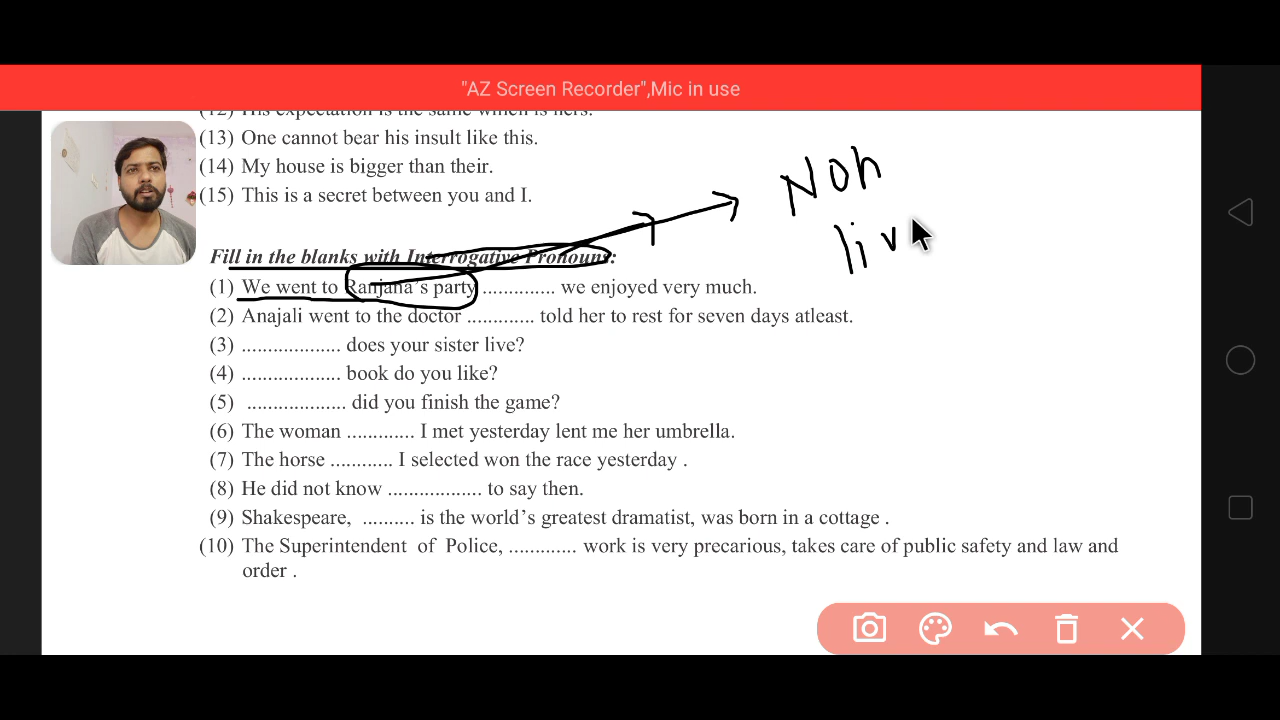 "AZ Screen Recorder",Mic in use
(12) His expecation is the same which is hers.
(13) One cannot bear his insult like this.
(14) My house is bigger than their.
(15) This is a secret between you and I.
Non
liv
Fill in the blanks with Interrogative Pronouns:
(1) We went to Ranjana's party .............. we enjoyed very much.
(2) Anajali went to the doctor ............. told her to rest for seven days atleast.
(3) ................... does your sister live?
(4) ................... book do you like?
(5) ................... did you finish the game?
(6) The woman ............. I met yesterday lent me her umbrella.
(7) The horse ............ I selected won the race yesterday .
(8) He did not know .................. to say then.
(9) Shakespeare, .......... is the world's greatest dramatist, was born in a cottage .
(10) The Superintendent of Police, ............. work is very precarious, takes care of public safety and law and
order .